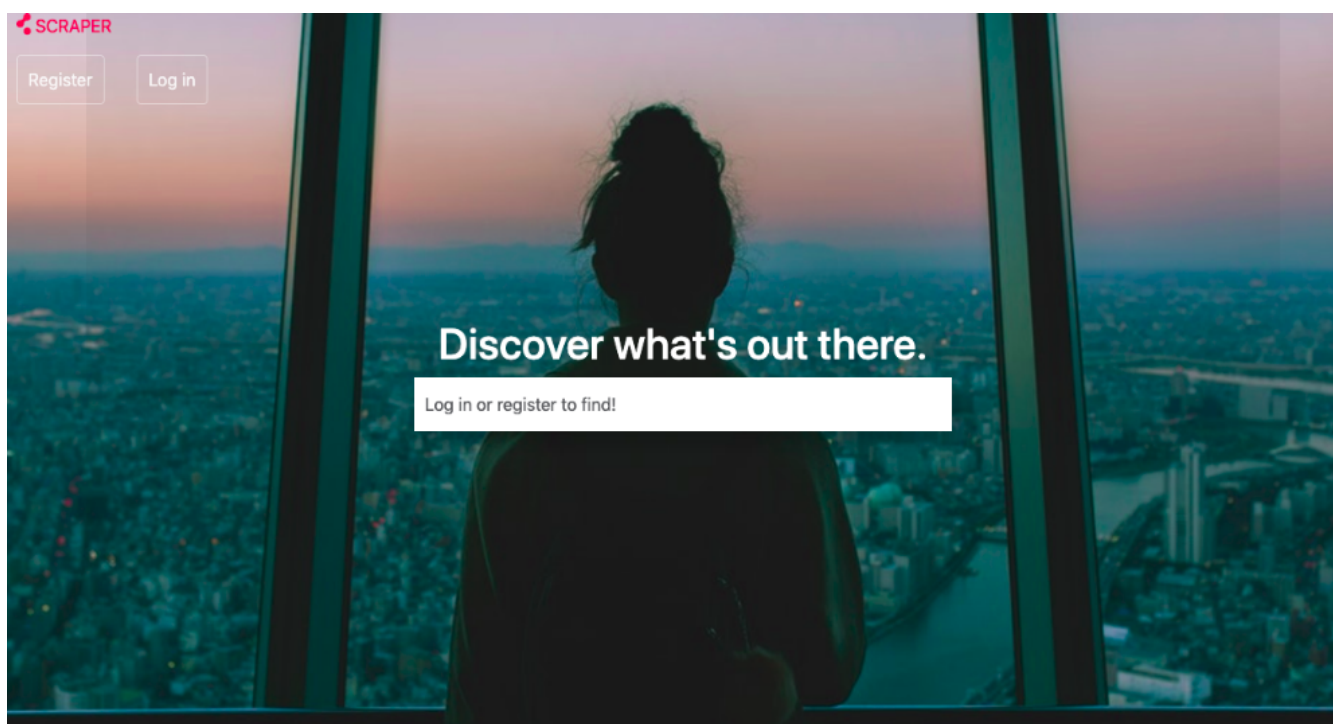 SCRAPER
Register Log in
Discover what's out there.
Log in or register to find!